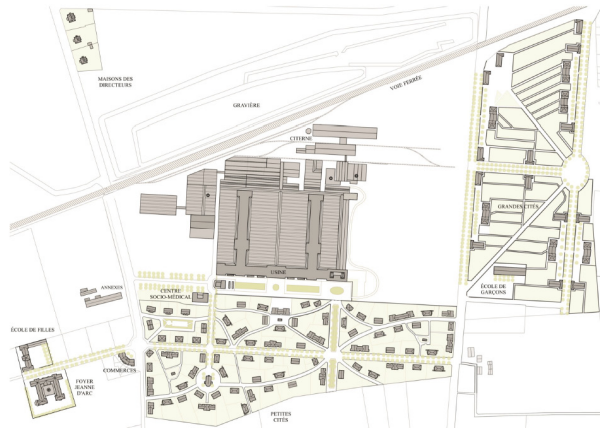 MAISONS DES
DIRECTEURS
VOIE FERRÉE
GRAVIÈRE
CITERNE
GRANDES CITÉS
USINE
ANNEXES
CENTRE
SOCIO-MÉDICAL
ÉCOLE DE
GARÇONS
ÉCOLE DE FILLES
COMMERCES
FOYER
JEANNE
D'ARC
PETITES
CITÉS